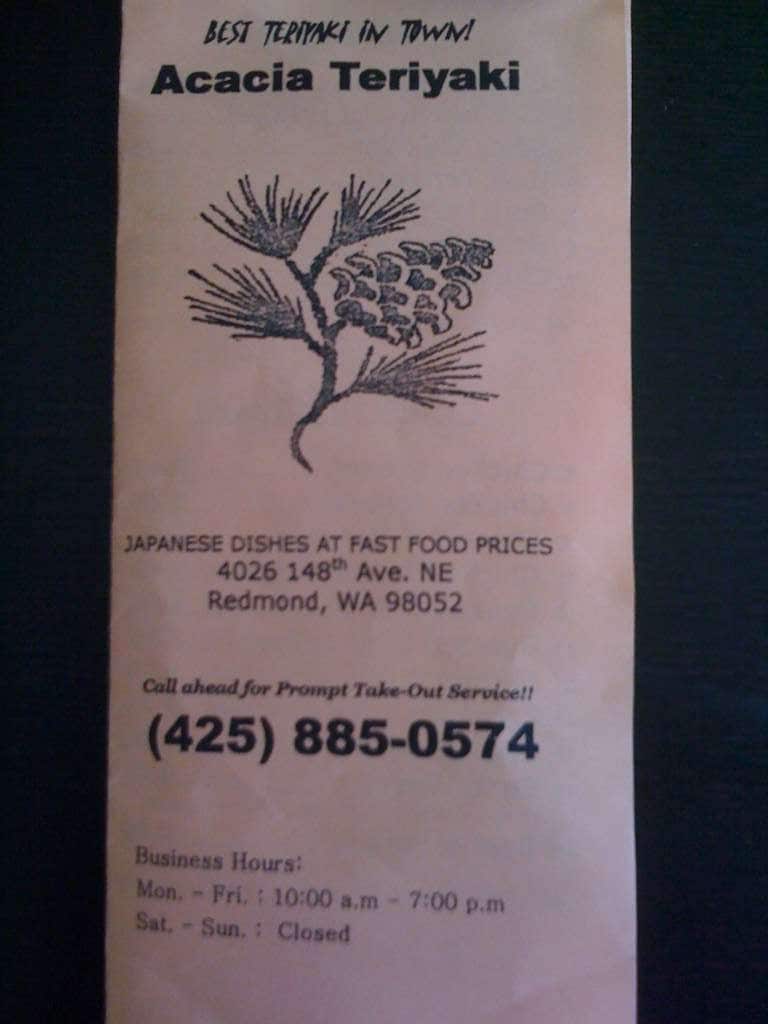 BEST TERIYAKI IN TOWN!
Acacia Teriyaki
JAPANESE DISHES AT FAST FOOD PRICES
4026 148th Ave. NE
Redmond, WA 98052
Call ahead for Prompt Take-Out Service!!
(425) 885-0574
Business Hours:
Mon. - Fri. : 10:00 a.m - 7:00 p.m
Sat. - Sun. : Closed